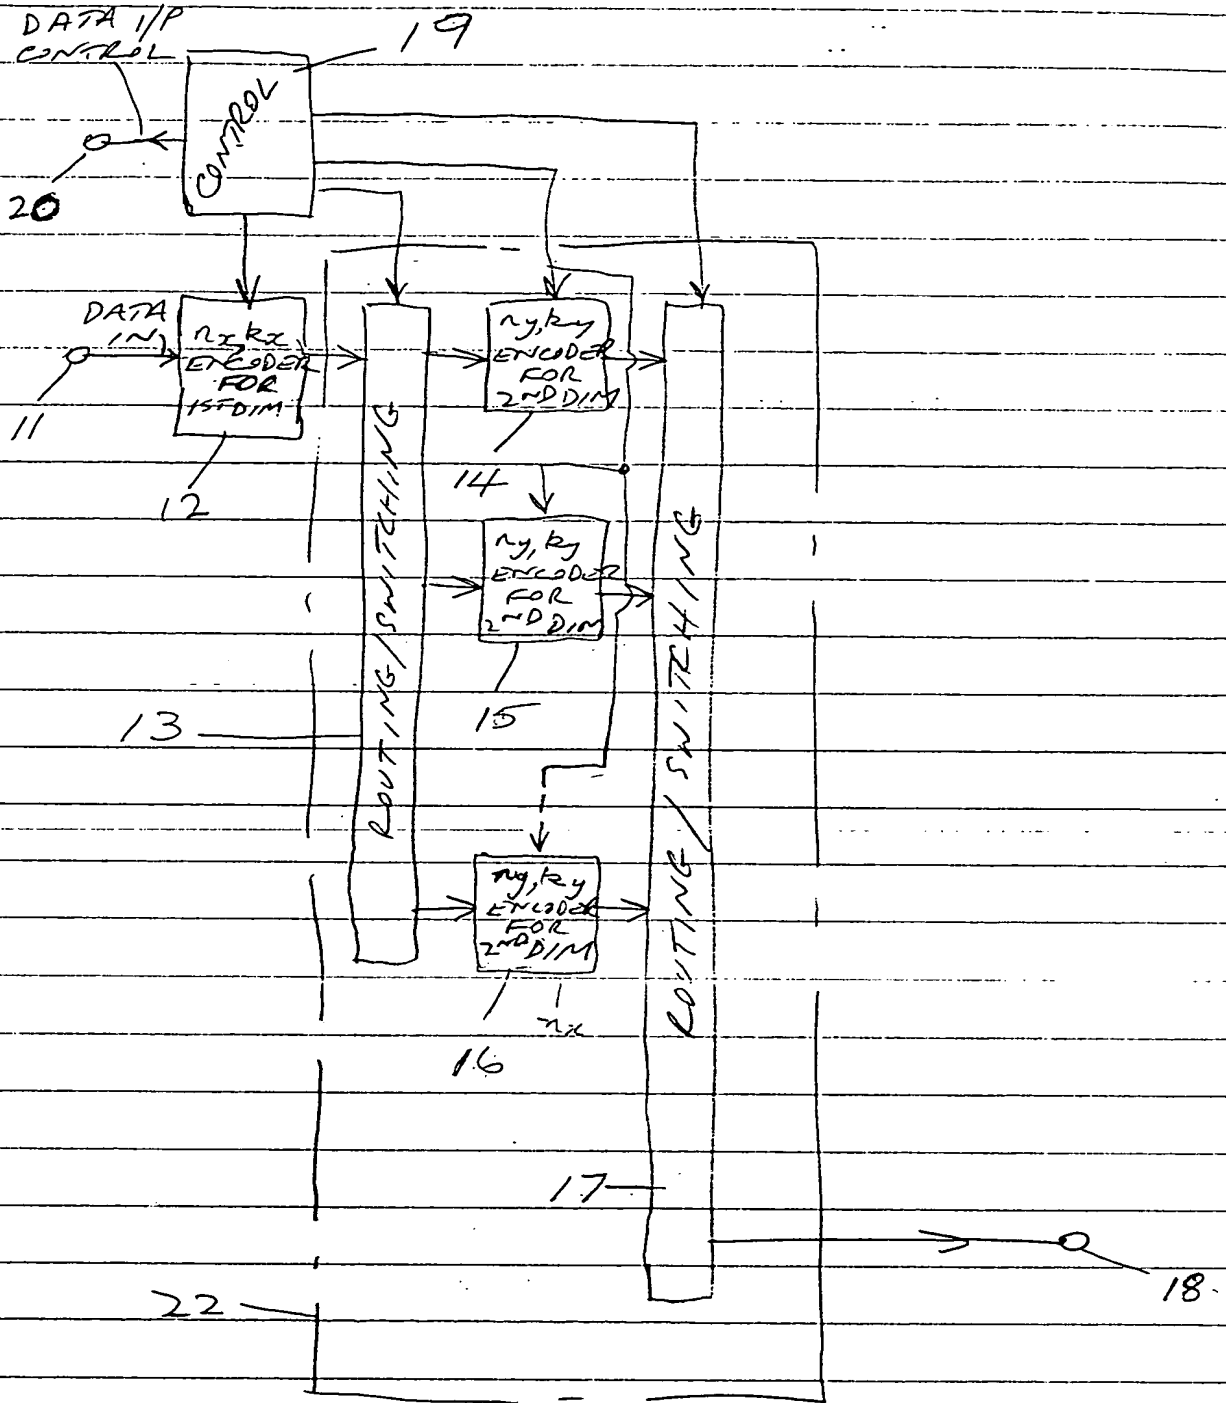 DATA I/P
CONTROL
19
CONTROL
20
DATA
IN
11
nx kx
ENCODER
FOR
1ST DIM
12
ny, ky
ENCODER
FOR
2ND DIM
14
ny, ky
ENCODER
FOR
2ND DIM
15
ROUTING/SWITCHING
13
ny, ky
ENCODER
FOR
2ND DIM
nx
16
ROUTING/SWITCHING
17
18
22